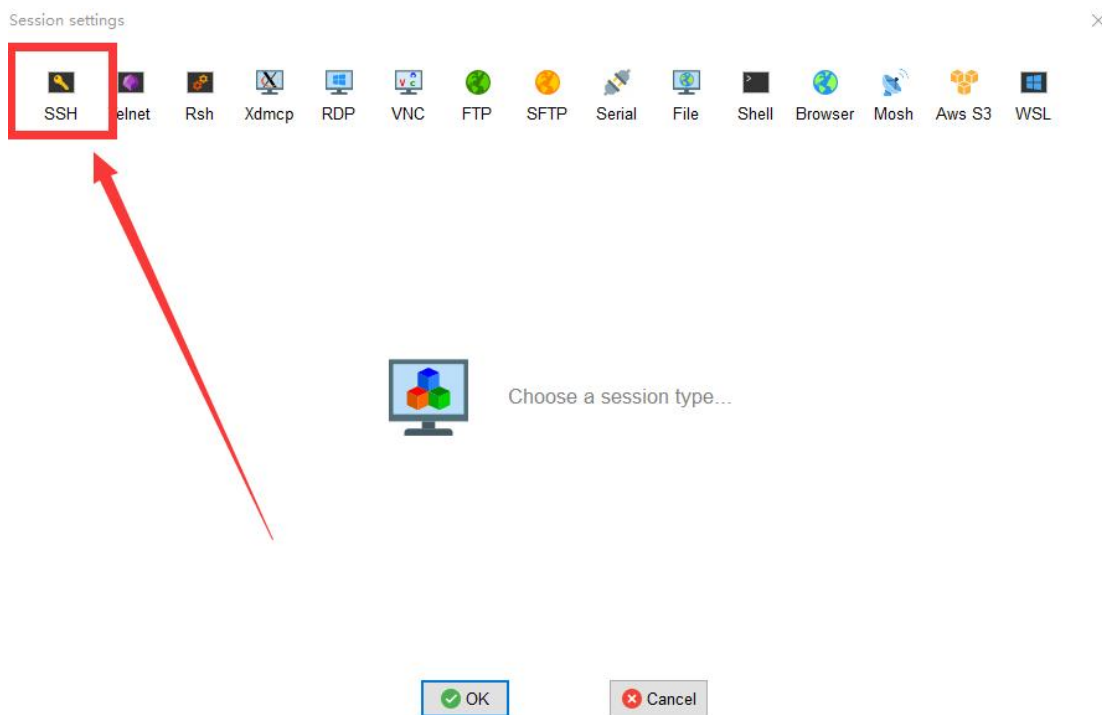 Session settings
SSH Telnet Rsh Xdmcp RDP VNC FTP SFTP Serial File Shell Browser Mosh Aws S3 WSL
Choose a session type...
OK Cancel